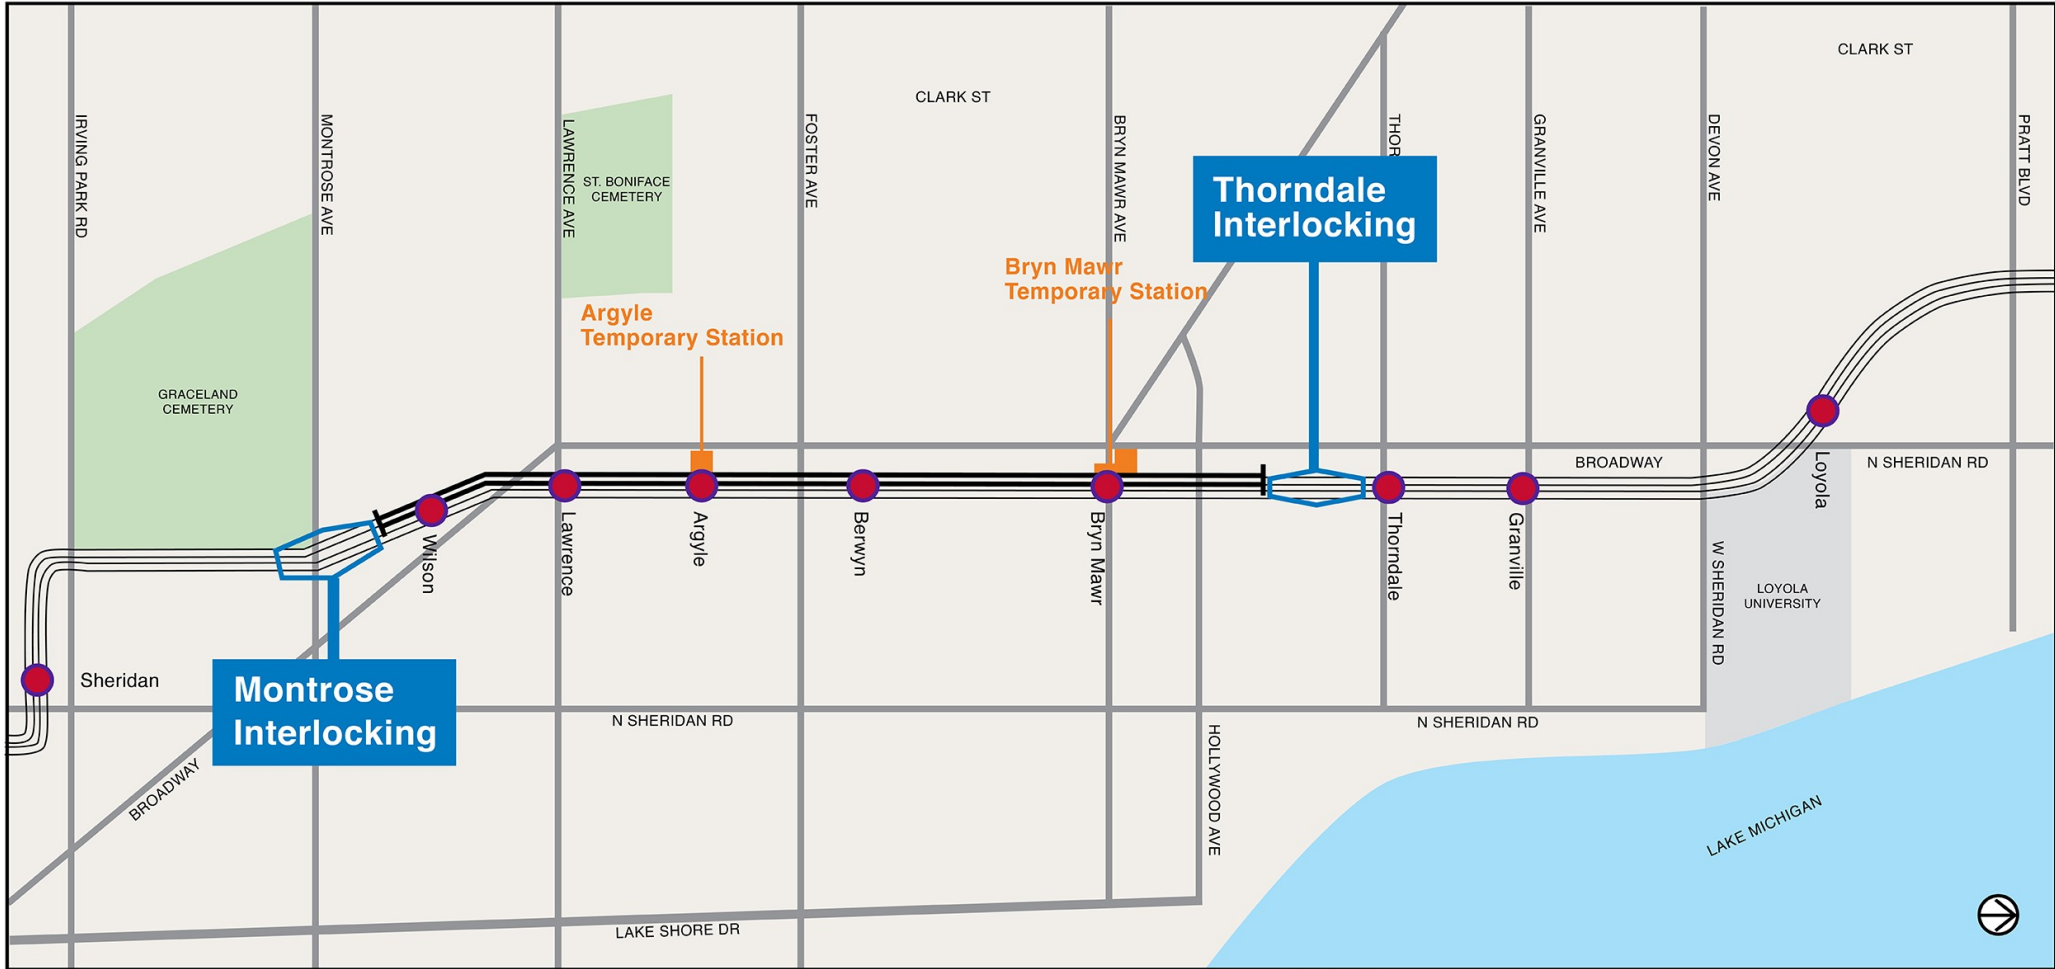 CLARK ST
CLARK ST
IRVING PARK RD
MONTROSE AVE
LAWRENCE AVE
FOSTER AVE
BRYN MAWR AVE
THOR
GRANVILLE AVE
DEVON AVE
PRATT BLVD
ST. BONIFACE
CEMETERY
Thorndale
Interlocking
Bryn Mawr
Temporary Station
Argyle
Temporary Station
GRACELAND
CEMETERY
BROADWAY
N SHERIDAN RD
Loyola
Wilson
Lawrence
Argyle
Berwyn
Bryn Mawr
Thorndale
Granville
W SHERIDAN RD
LOYOLA
UNIVERSITY
Sheridan
Montrose
Interlocking
N SHERIDAN RD
N SHERIDAN RD
BROADWAY
HOLLYWOOD AVE
LAKE MICHIGAN
LAKE SHORE DR